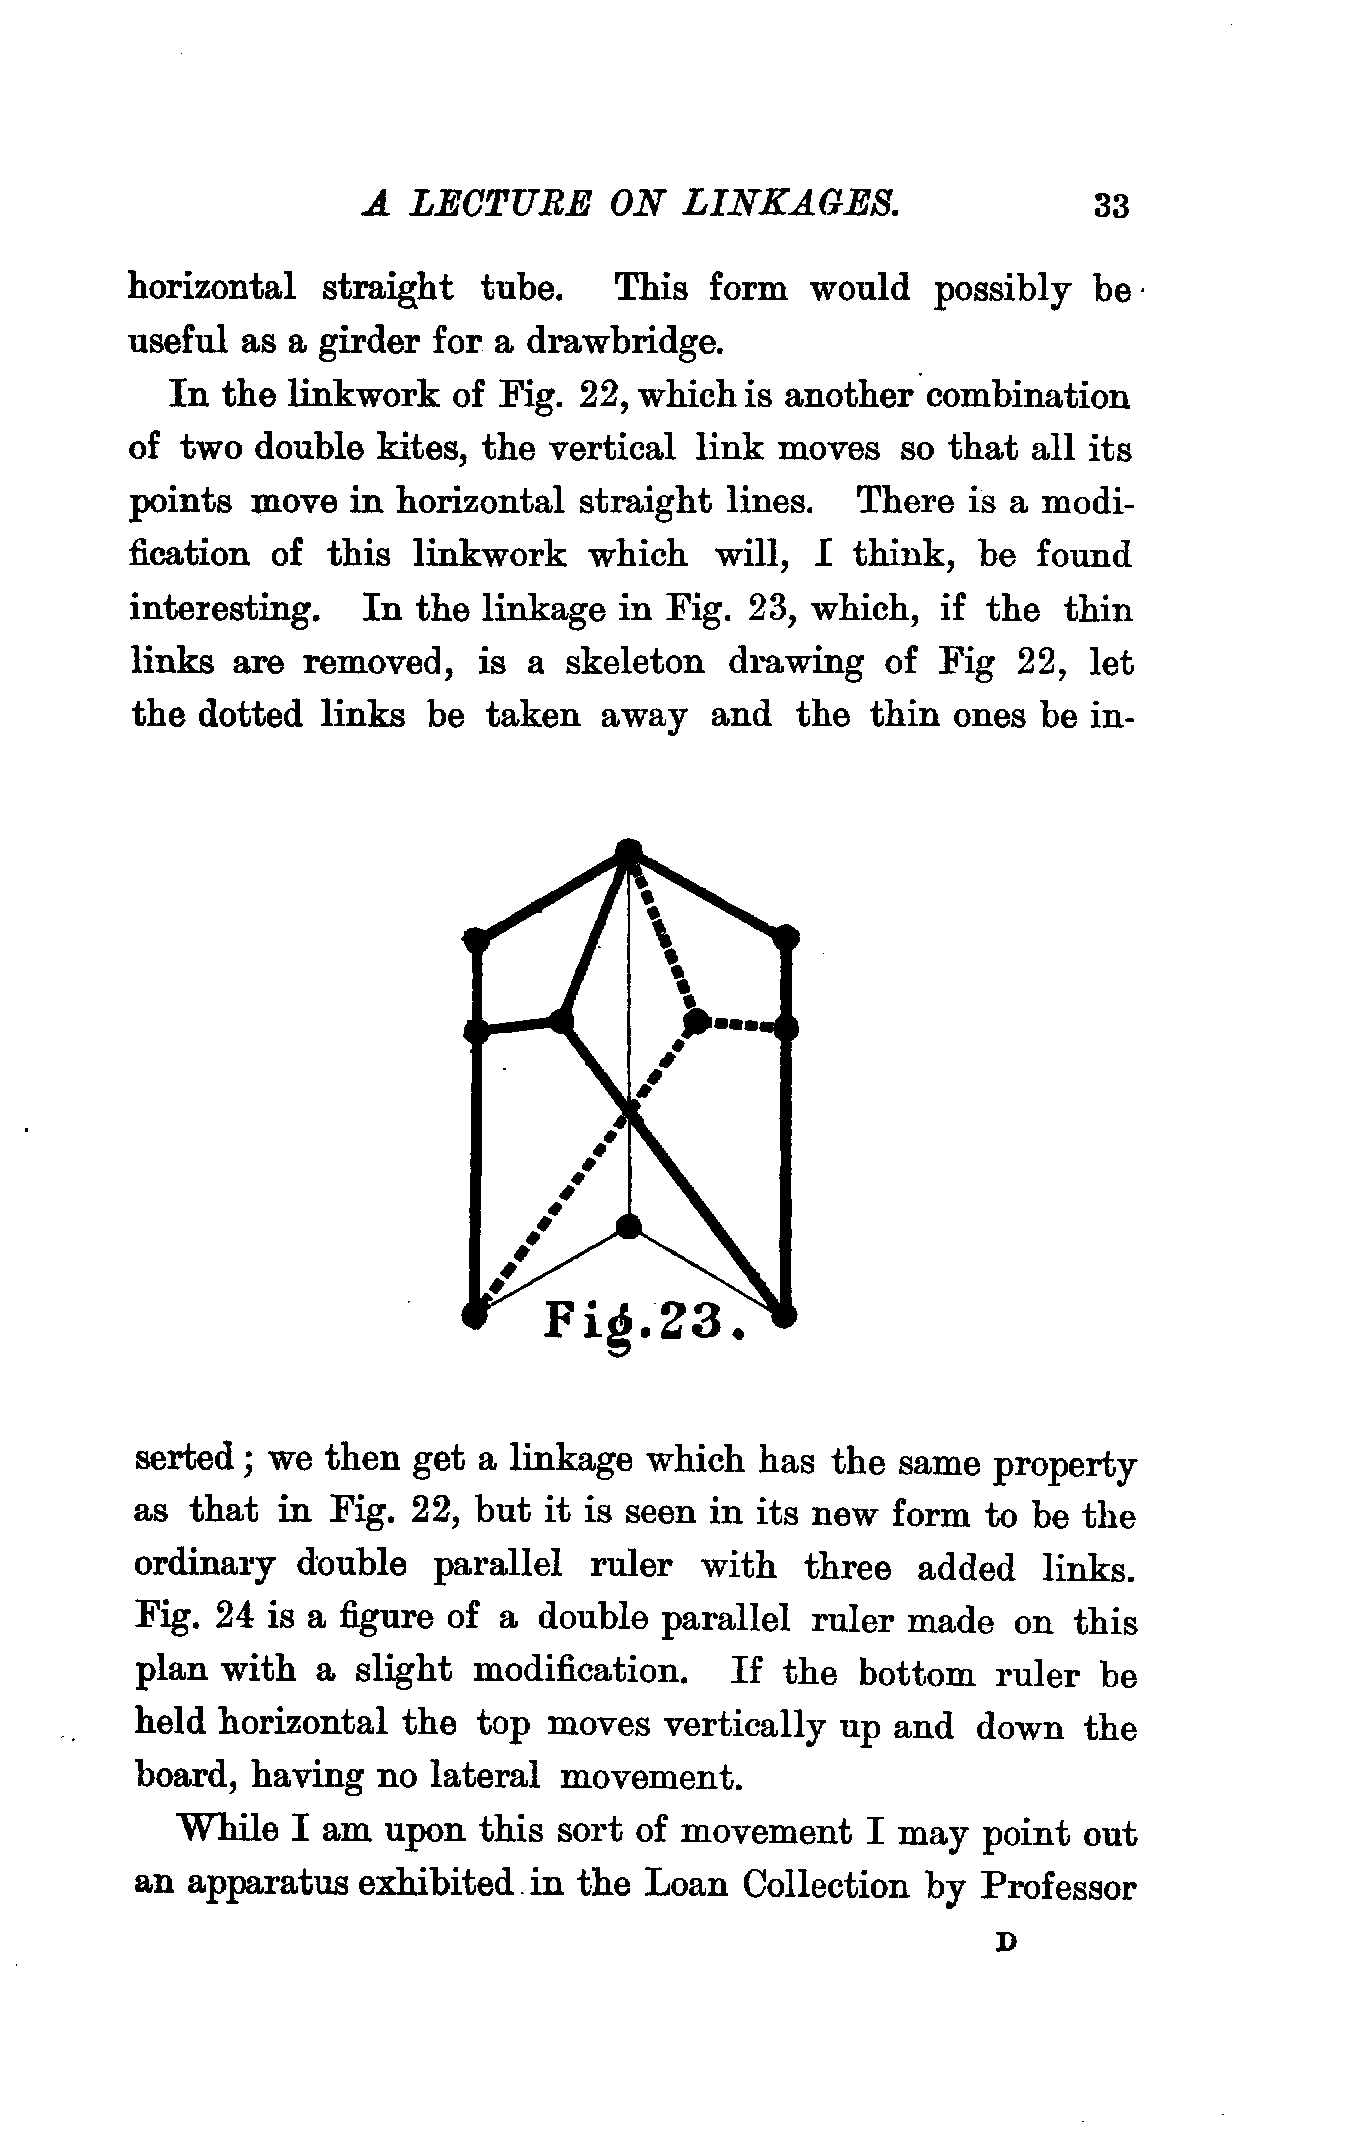 A LECTURE ON LINKAGES. 33
horizontal straight tube. This form would possibly be
useful as a girder for a drawbridge.
In the linkwork of Fig. 22, which is another combination
of two double kites, the vertical link moves so that all its
points move in horizontal straight lines. There is a modi-
fication of this linkwork which will, I think, be found
interesting. In the linkage in Fig. 23, which, if the thin
links are removed, is a skeleton drawing of Fig 22, let
the dotted links be taken away and the thin ones be in-
Fig. 23.
serted; we then get a linkage which has the same property
as that in Fig. 22, but it is seen in its new form to be the
ordinary double parallel ruler with three added links.
Fig. 24 is a figure of a double parallel ruler made on this
plan with a slight modification. If the bottom ruler be
held horizontal the top moves vertically up and down the
board, having no lateral movement.
While I am upon this sort of movement I may point out
an apparatus exhibited in the Loan Collection by Professor
D